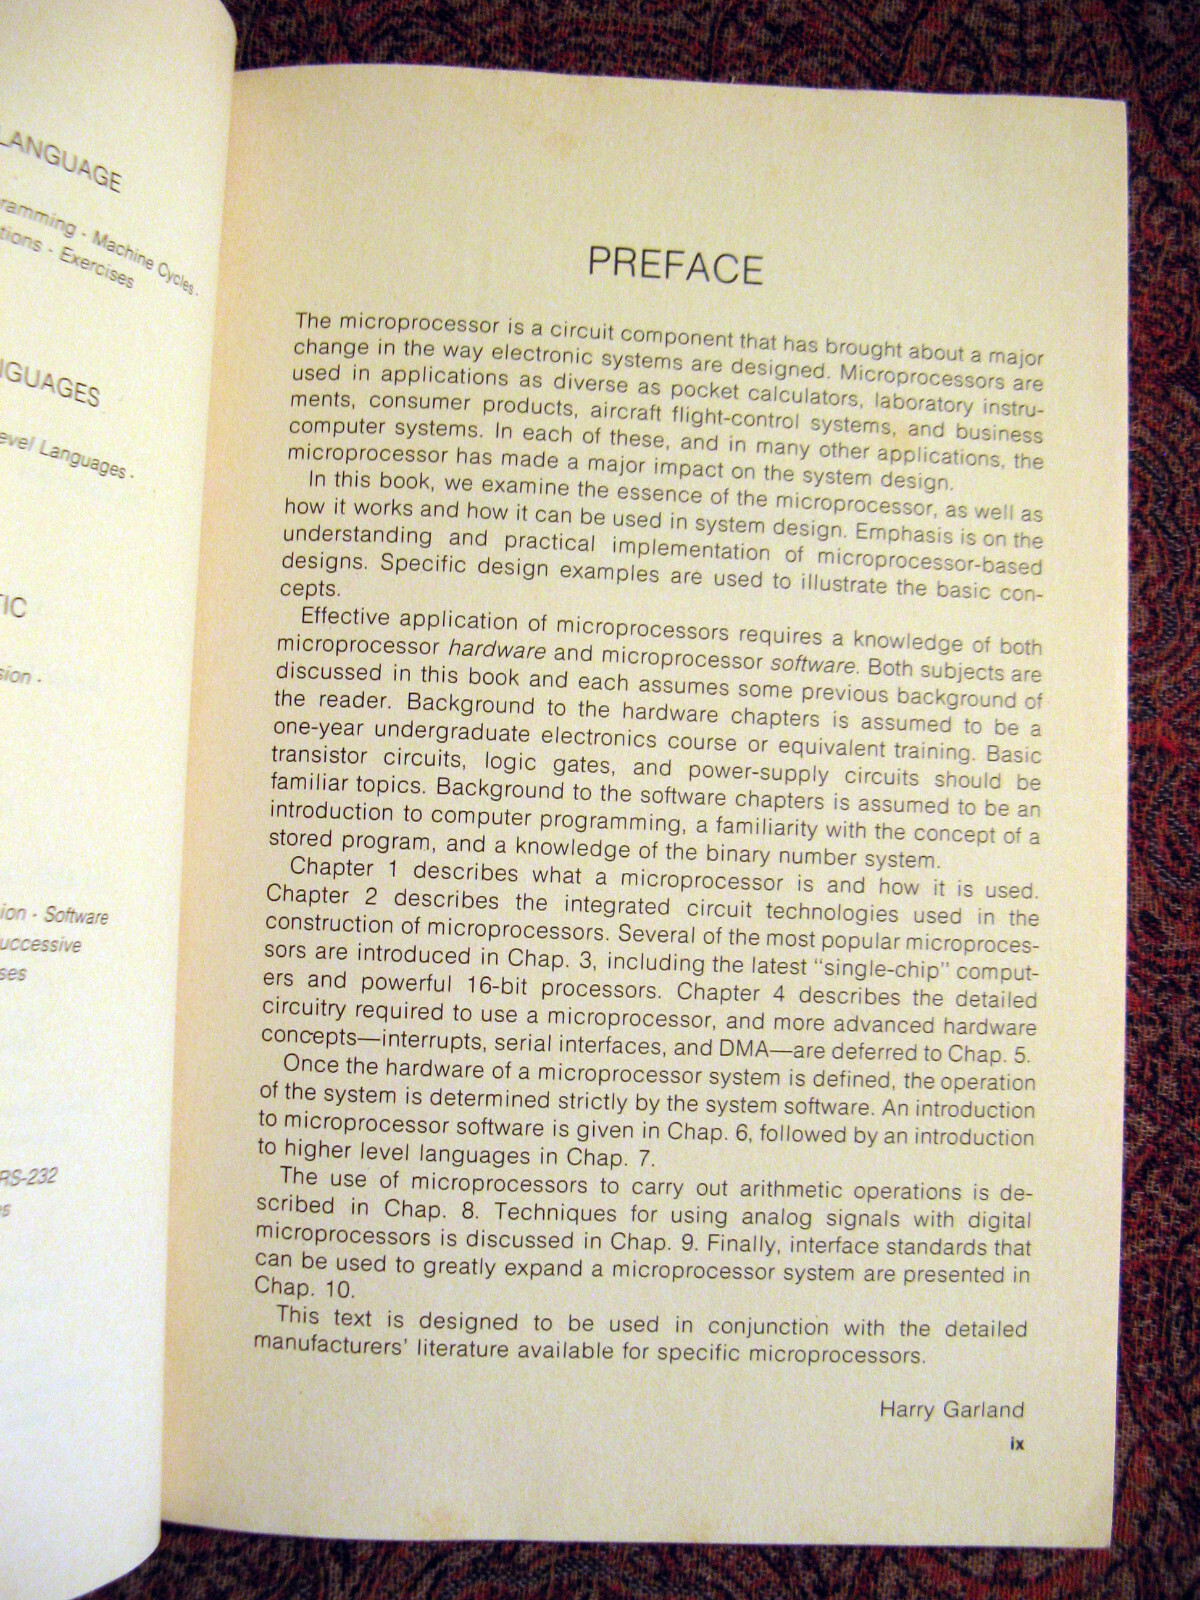 LANGUAGE
Machine Cycles ·
· Exercises
Languages ·
· Software
RS-232
PREFACE
The microprocessor is a circuit component that has brought about a major
change in the way electronic systems are designed. Microprocessors are
used in applications as diverse as pocket calculators, laboratory instru-
ments, consumer products, aircraft flight-control systems, and business
computer systems. In each of these, and in many other applications, the
microprocessor has made a major impact on the system design.
In this book, we examine the essence of the microprocessor, as well as
how it works and how it can be used in system design. Emphasis is on the
understanding and practical implementation of microprocessor-based
designs. Specific design examples are used to illustrate the basic con-
cepts.
Effective application of microprocessors requires a knowledge of both
microprocessor hardware and microprocessor software. Both subjects are
discussed in this book and each assumes some previous background of
the reader. Background to the hardware chapters is assumed to be a
one-year undergraduate electronics course or equivalent training. Basic
transistor circuits, logic gates, and power-supply circuits should be
familiar topics. Background to the software chapters is assumed to be an
introduction to computer programming, a familiarity with the concept of a
stored program, and a knowledge of the binary number system.
Chapter 1 describes what a microprocessor is and how it is used.
Chapter 2 describes the integrated circuit technologies used in the
construction of microprocessors. Several of the most popular microproces-
sors are introduced in Chap. 3, including the latest "single-chip" comput-
ers and powerful 16-bit processors. Chapter 4 describes the detailed
circuitry required to use a microprocessor, and more advanced hardware
concepts—interrupts, serial interfaces, and DMA—are deferred to Chap. 5.
Once the hardware of a microprocessor system is defined, the operation
of the system is determined strictly by the system software. An introduction
to microprocessor software is given in Chap. 6, followed by an introduction
to higher level languages in Chap. 7.
The use of microprocessors to carry out arithmetic operations is de-
scribed in Chap. 8. Techniques for using analog signals with digital
microprocessors is discussed in Chap. 9. Finally, interface standards that
can be used to greatly expand a microprocessor system are presented in
Chap. 10.
This text is designed to be used in conjunction with the detailed
manufacturers' literature available for specific microprocessors.
Harry Garland
ix